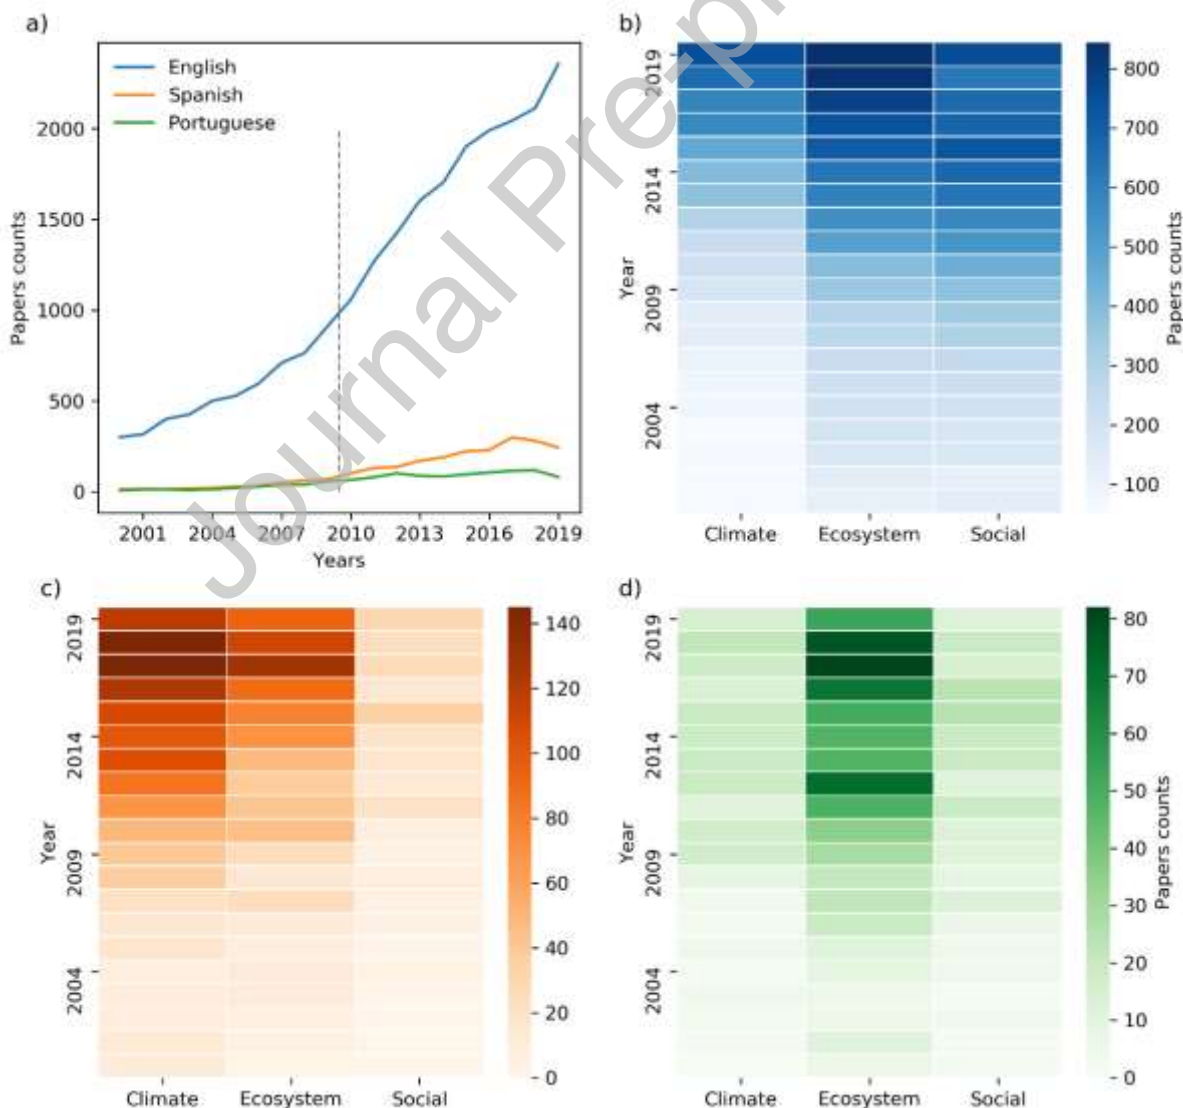 a)
English
Spanish
Portuguese
2000
1500
1000
500
0
Papers counts
2001 2004 2007 2010 2013 2016 2019
Years
b)
2019
2014
2009
2004
Year
Climate Ecosystem Social
800
700
600
500
400
300
200
100
Papers counts
c)
2019
2014
2009
2004
Year
Climate Ecosystem Social
140
120
100
80
60
40
20
0
d)
2019
2014
2009
2004
Year
Climate Ecosystem Social
80
70
60
50
40
30
20
10
0
Papers counts
Journal Pre-p